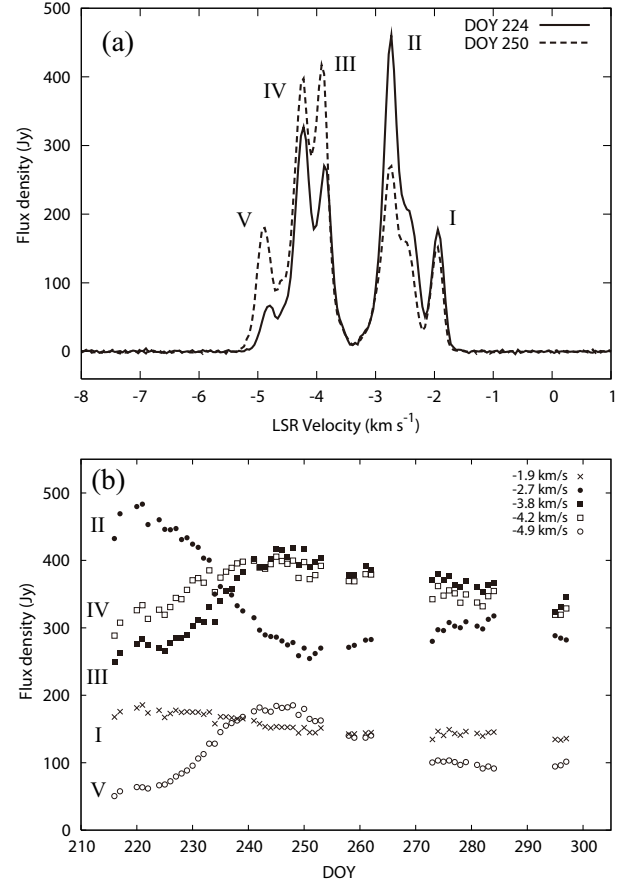 (a)
DOY 224
DOY 250
II
III
IV
V
I
500
400
300
200
100
0
Flux density (Jy)
-8 -7 -6 -5 -4 -3 -2 -1 0 1
LSR Velocity (km s⁻¹)
(b)
-1.9 km/s
-2.7 km/s
-3.8 km/s
-4.2 km/s
-4.9 km/s
II
IV
III
I
V
500
400
300
200
100
0
Flux density (Jy)
210 220 230 240 250 260 270 280 290 300
DOY